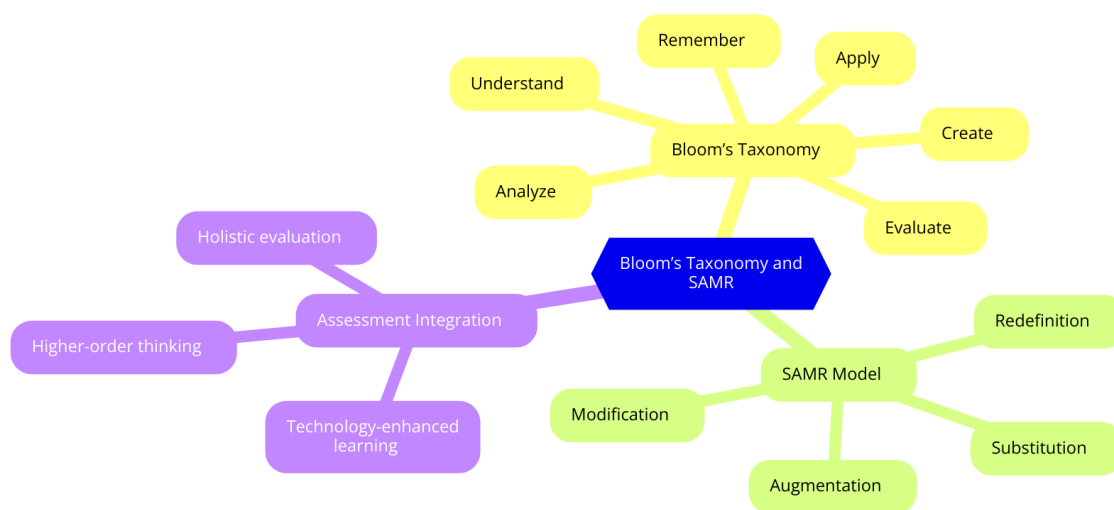 Remember
Apply
Understand
Create
Bloom’s Taxonomy
Analyze
Evaluate
Holistic evaluation
Bloom’s Taxonomy and
SAMR
Assessment Integration
Redefinition
Higher-order thinking
SAMR Model
Modification
Technology-enhanced
learning
Substitution
Augmentation